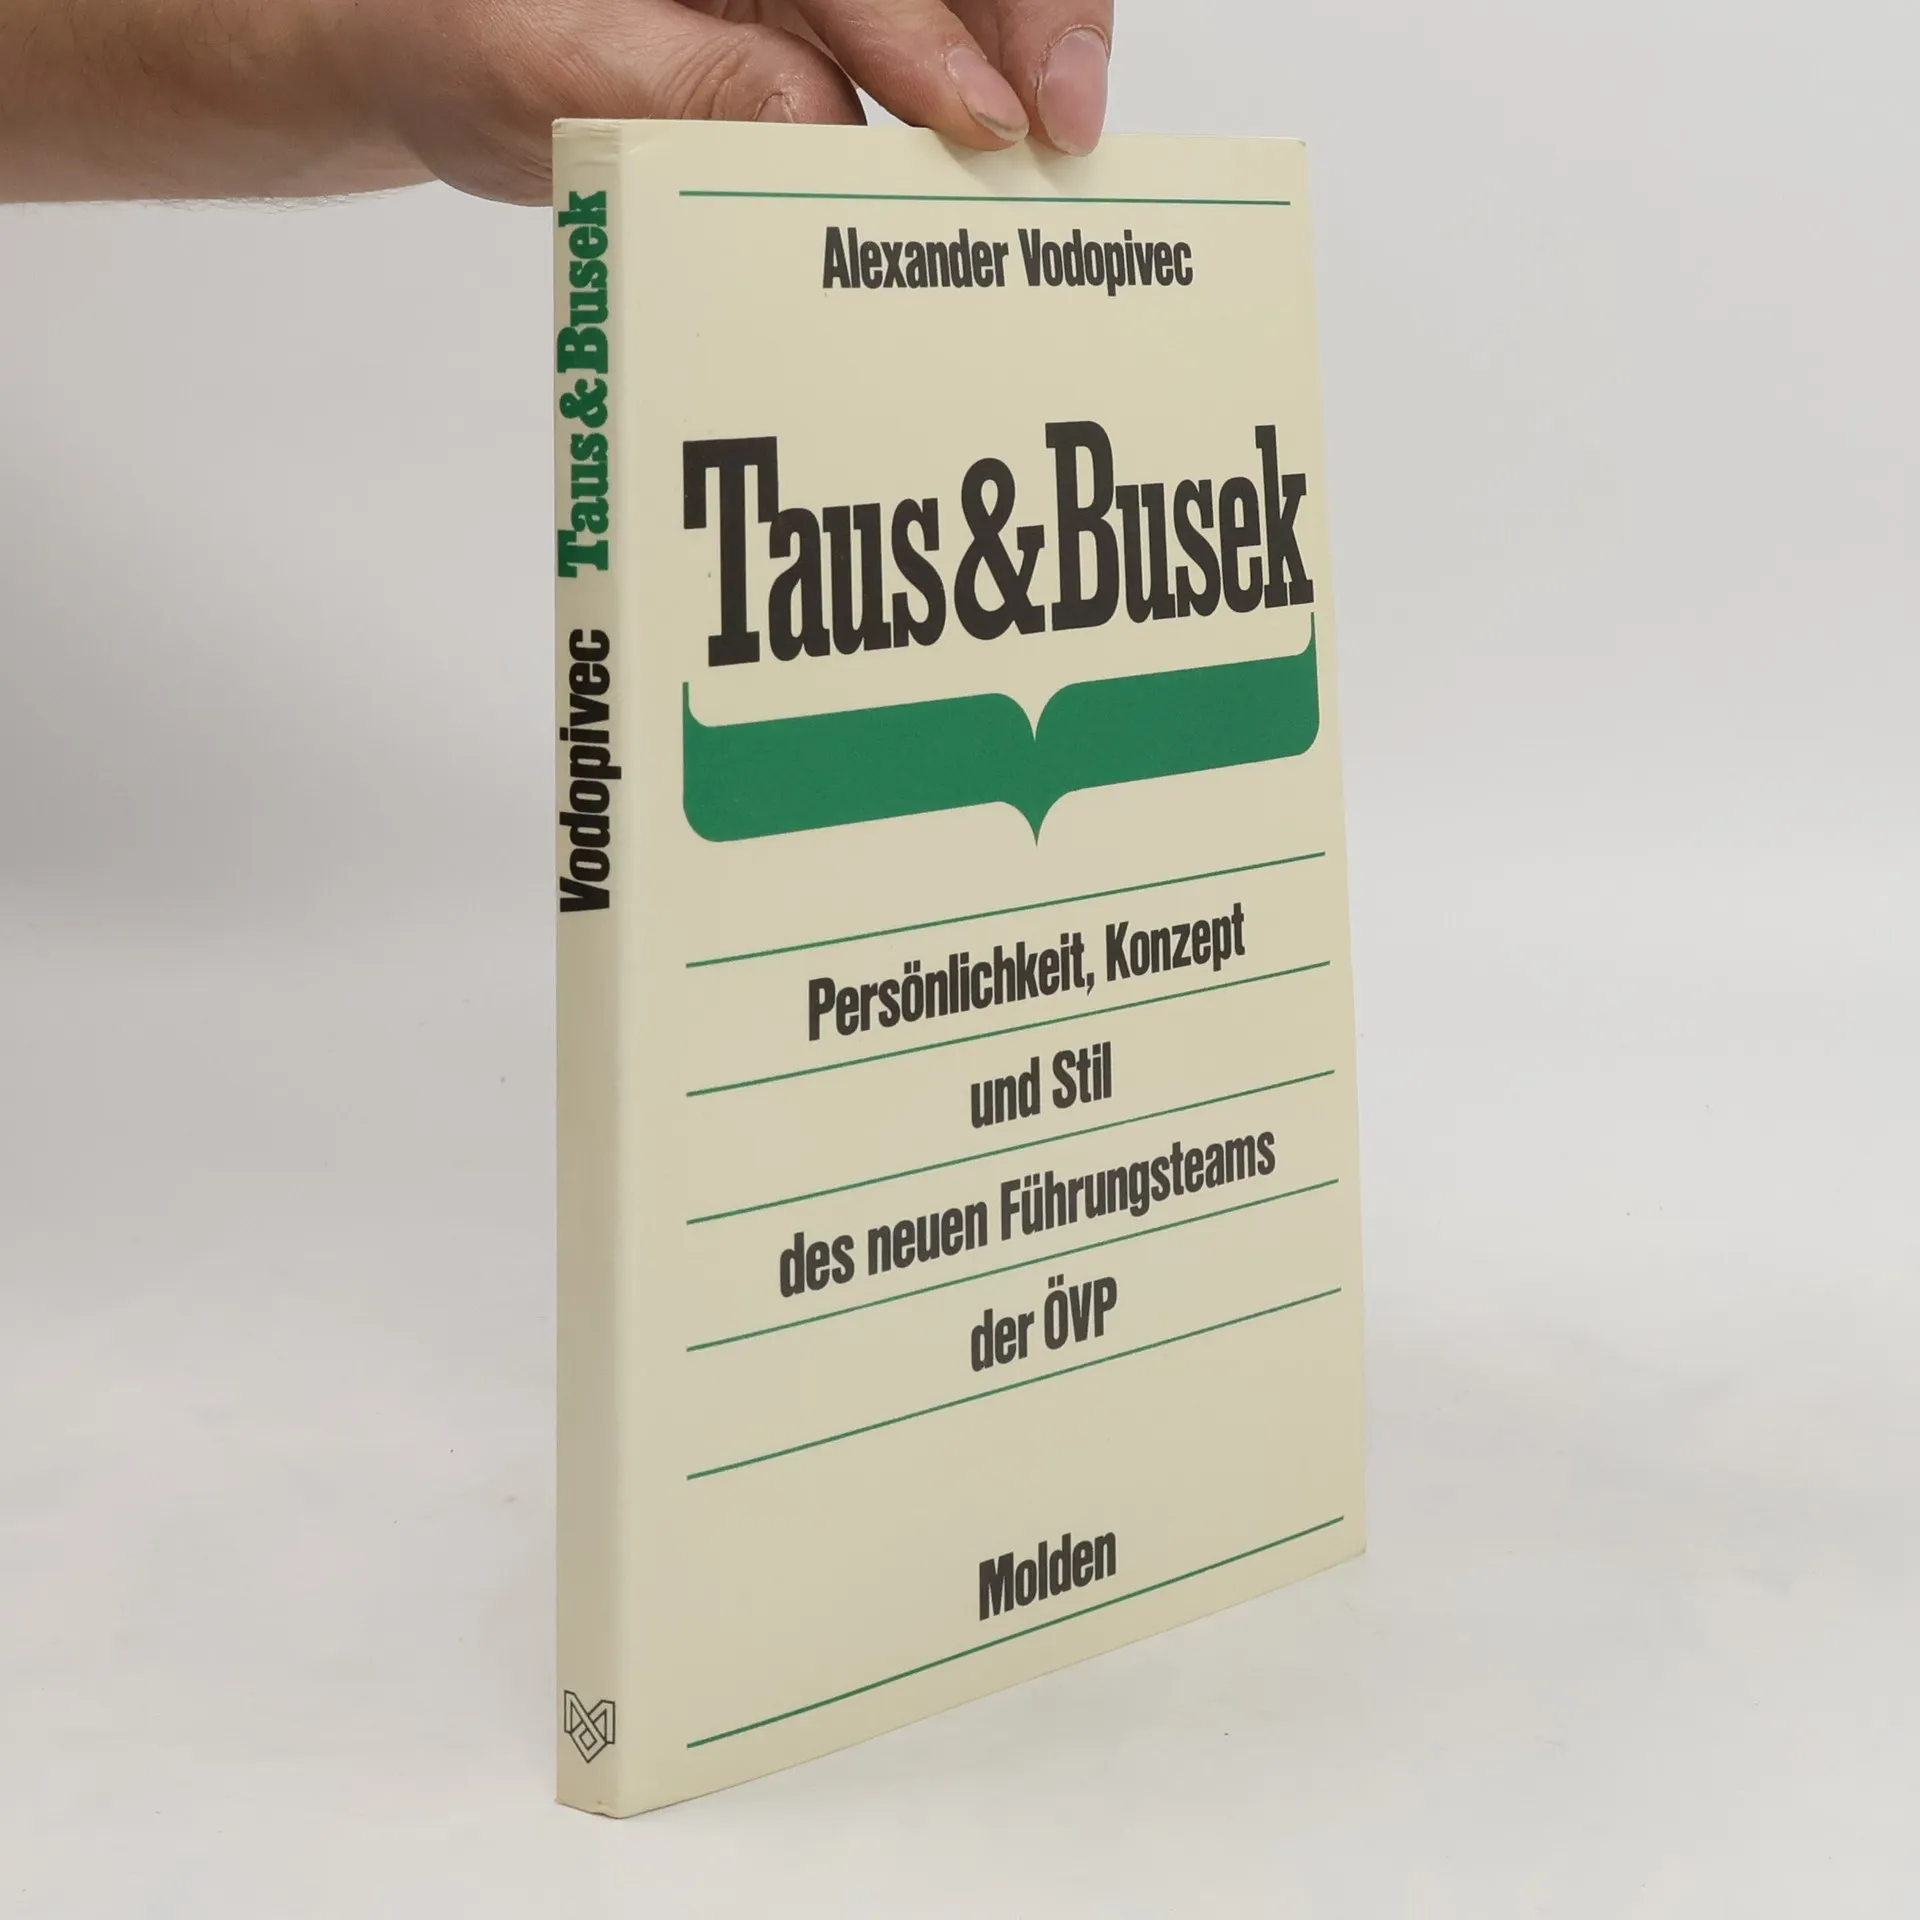 Alexander Vodopivec
Taus & Busek
Persönlichkeit, Konzept
und Stil
des neuen Führungsteams
der ÖVP
Molden
Vodopivec Taus & Busek